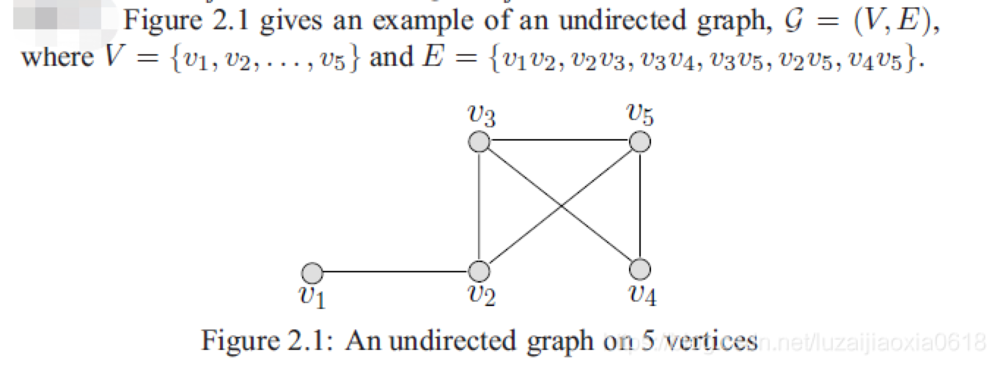 Figure 2.1 gives an example of an undirected graph, 𝒢 = (V, E),
where V = {v₁, v₂, . . . , v₅} and E = {v₁v₂, v₂v₃, v₃v₄, v₃v₅, v₂v₅, v₄v₅}.
v₃ v₅
v₁ v₂ v₄
Figure 2.1: An undirected graph on 5 vertices
n.net/luzaijiaoxia0618